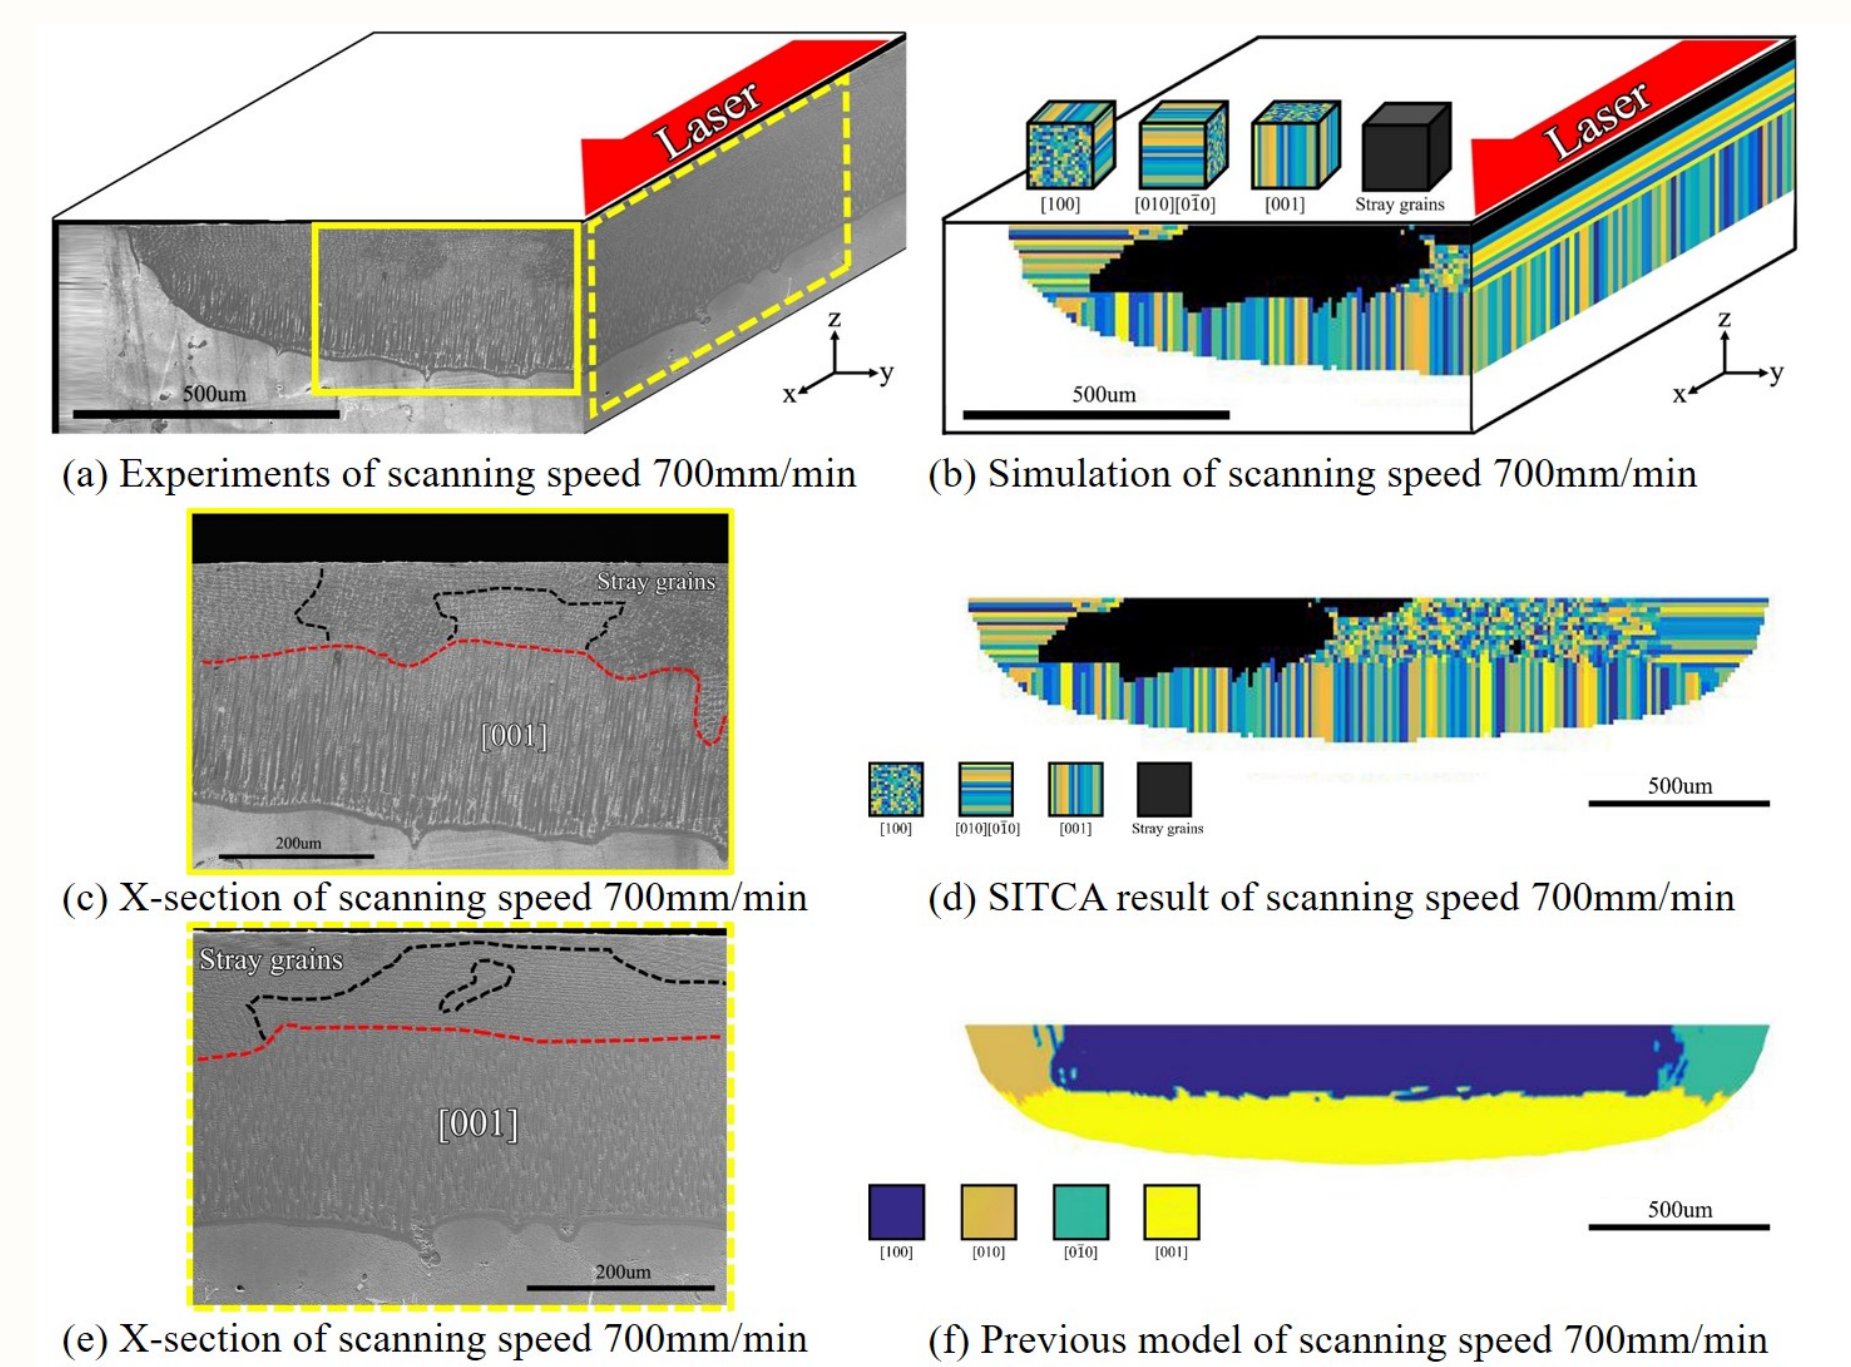 Laser
500um
z
y
x
(a) Experiments of scanning speed 700mm/min
Laser
[100]
[010][01̅0]
[001]
Stray grains
500um
z
y
x
(b) Simulation of scanning speed 700mm/min
Stray grains
[001]
200um
(c) X-section of scanning speed 700mm/min
[100]
[010][01̅0]
[001]
Stray grains
500um
(d) SITCA result of scanning speed 700mm/min
Stray grains
[001]
200um
(e) X-section of scanning speed 700mm/min
500um
[100]
[010]
[01̅0]
[001]
(f) Previous model of scanning speed 700mm/min